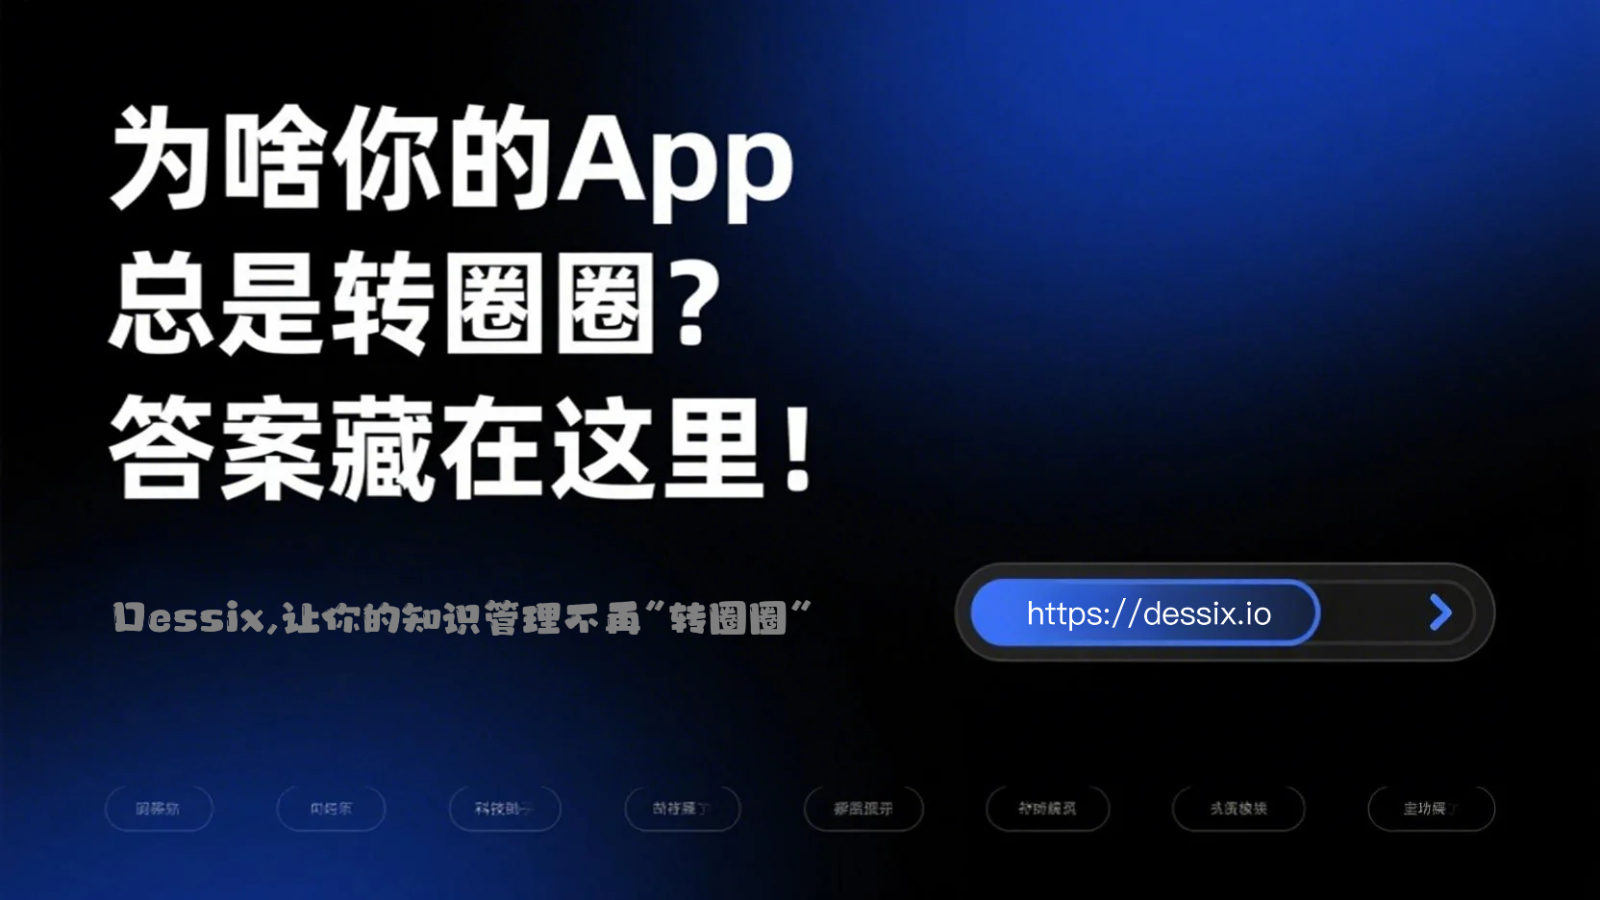 为啥你的App
总是转圈圈？
答案藏在这里！
Dessix,让你的知识管理不再"转圈圈"
https://dessix.io